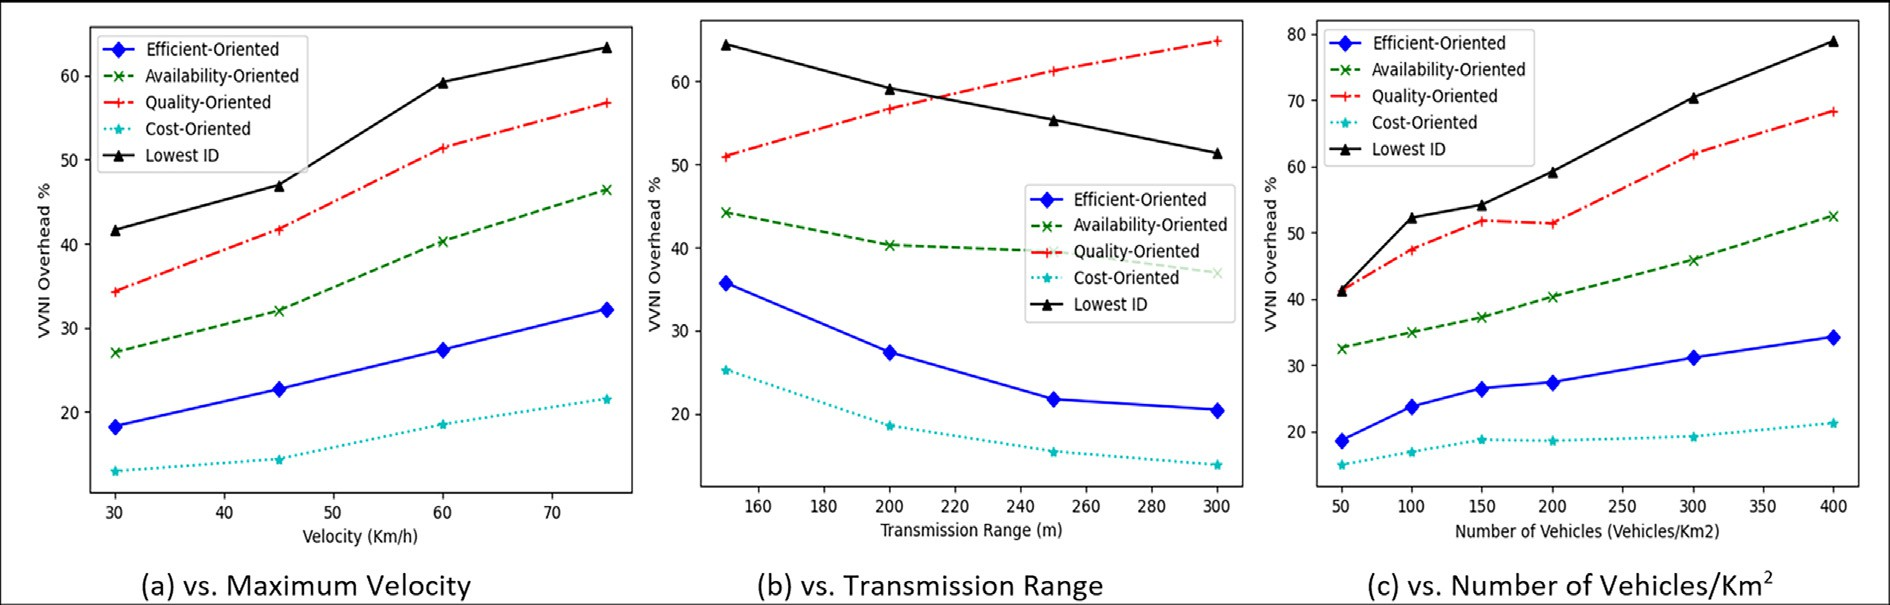 Efficient-Oriented
Availability-Oriented
Quality-Oriented
Cost-Oriented
Lowest ID
60
50
40
30
20
VVNI Overhead %
30 40 50 60 70
Velocity (Km/h)
(a) vs. Maximum Velocity
60
50
40
30
20
VVNI Overhead %
Efficient-Oriented
Availability-Oriented
Quality-Oriented
Cost-Oriented
Lowest ID
160 180 200 220 240 260 280 300
Transmission Range (m)
(b) vs. Transmission Range
Efficient-Oriented
Availability-Oriented
Quality-Oriented
Cost-Oriented
Lowest ID
80
70
60
50
40
30
20
VVNI Overhead %
50 100 150 200 250 300 350 400
Number of Vehicles (Vehicles/Km2)
(c) vs. Number of Vehicles/Km²